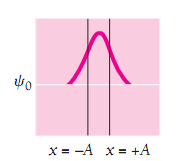 ψ₀
x = –A x = +A